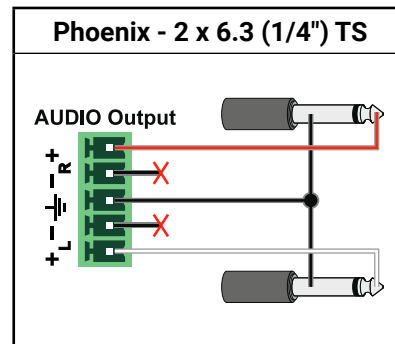 Phoenix - 2 x 6.3 (1/4") TS
AUDIO Output
+ R -
- L +